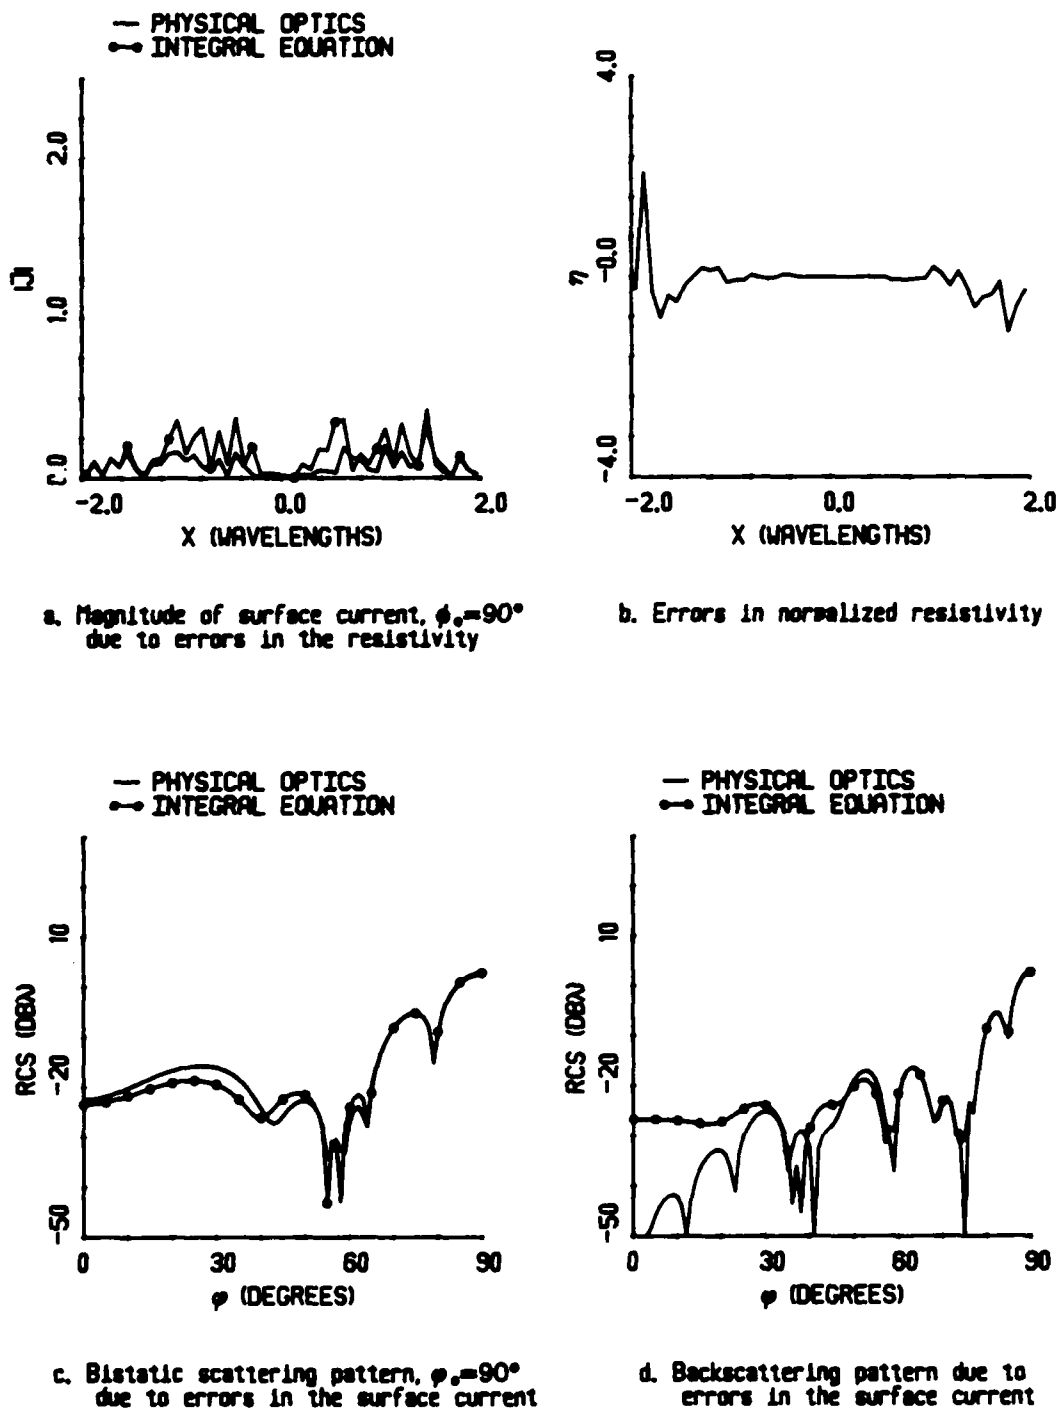 — PHYSICAL OPTICS
•—• INTEGRAL EQUATION
|J|
2.0
1.0
0.0
-2.0 0.0 2.0
X (WAVELENGTHS)
a. Magnitude of surface current, ϕ₀=90°
due to errors in the resistivity
η
4.0
-0.0
-4.0
-2.0 0.0 2.0
X (WAVELENGTHS)
b. Errors in normalized resistivity
— PHYSICAL OPTICS
•—• INTEGRAL EQUATION
RCS (DBλ)
10
-20
-50
0 30 60 90
φ (DEGREES)
c. Bistatic scattering pattern, φ₀=90°
due to errors in the surface current
— PHYSICAL OPTICS
•—• INTEGRAL EQUATION
RCS (DBλ)
10
-20
-50
0 30 60 90
φ (DEGREES)
d. Backscattering pattern due to
errors in the surface current